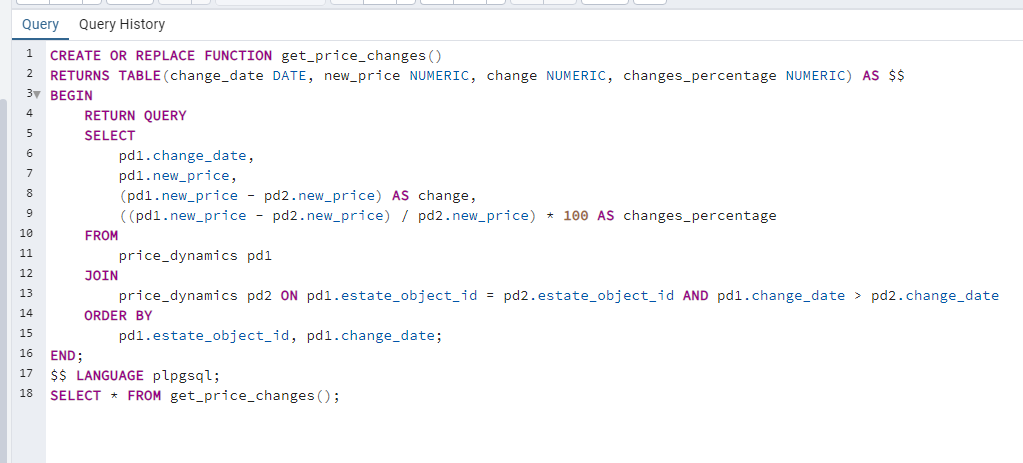 Query Query History
1 CREATE OR REPLACE FUNCTION get_price_changes()
2 RETURNS TABLE(change_date DATE, new_price NUMERIC, change NUMERIC, changes_percentage NUMERIC) AS $$
3 BEGIN
4 RETURN QUERY
5 SELECT
6 pd1.change_date,
7 pd1.new_price,
8 (pd1.new_price - pd2.new_price) AS change,
9 ((pd1.new_price - pd2.new_price) / pd2.new_price) * 100 AS changes_percentage
10 FROM
11 price_dynamics pd1
12 JOIN
13 price_dynamics pd2 ON pd1.estate_object_id = pd2.estate_object_id AND pd1.change_date > pd2.change_date
14 ORDER BY
15 pd1.estate_object_id, pd1.change_date;
16 END;
17 $$ LANGUAGE plpgsql;
18 SELECT * FROM get_price_changes();